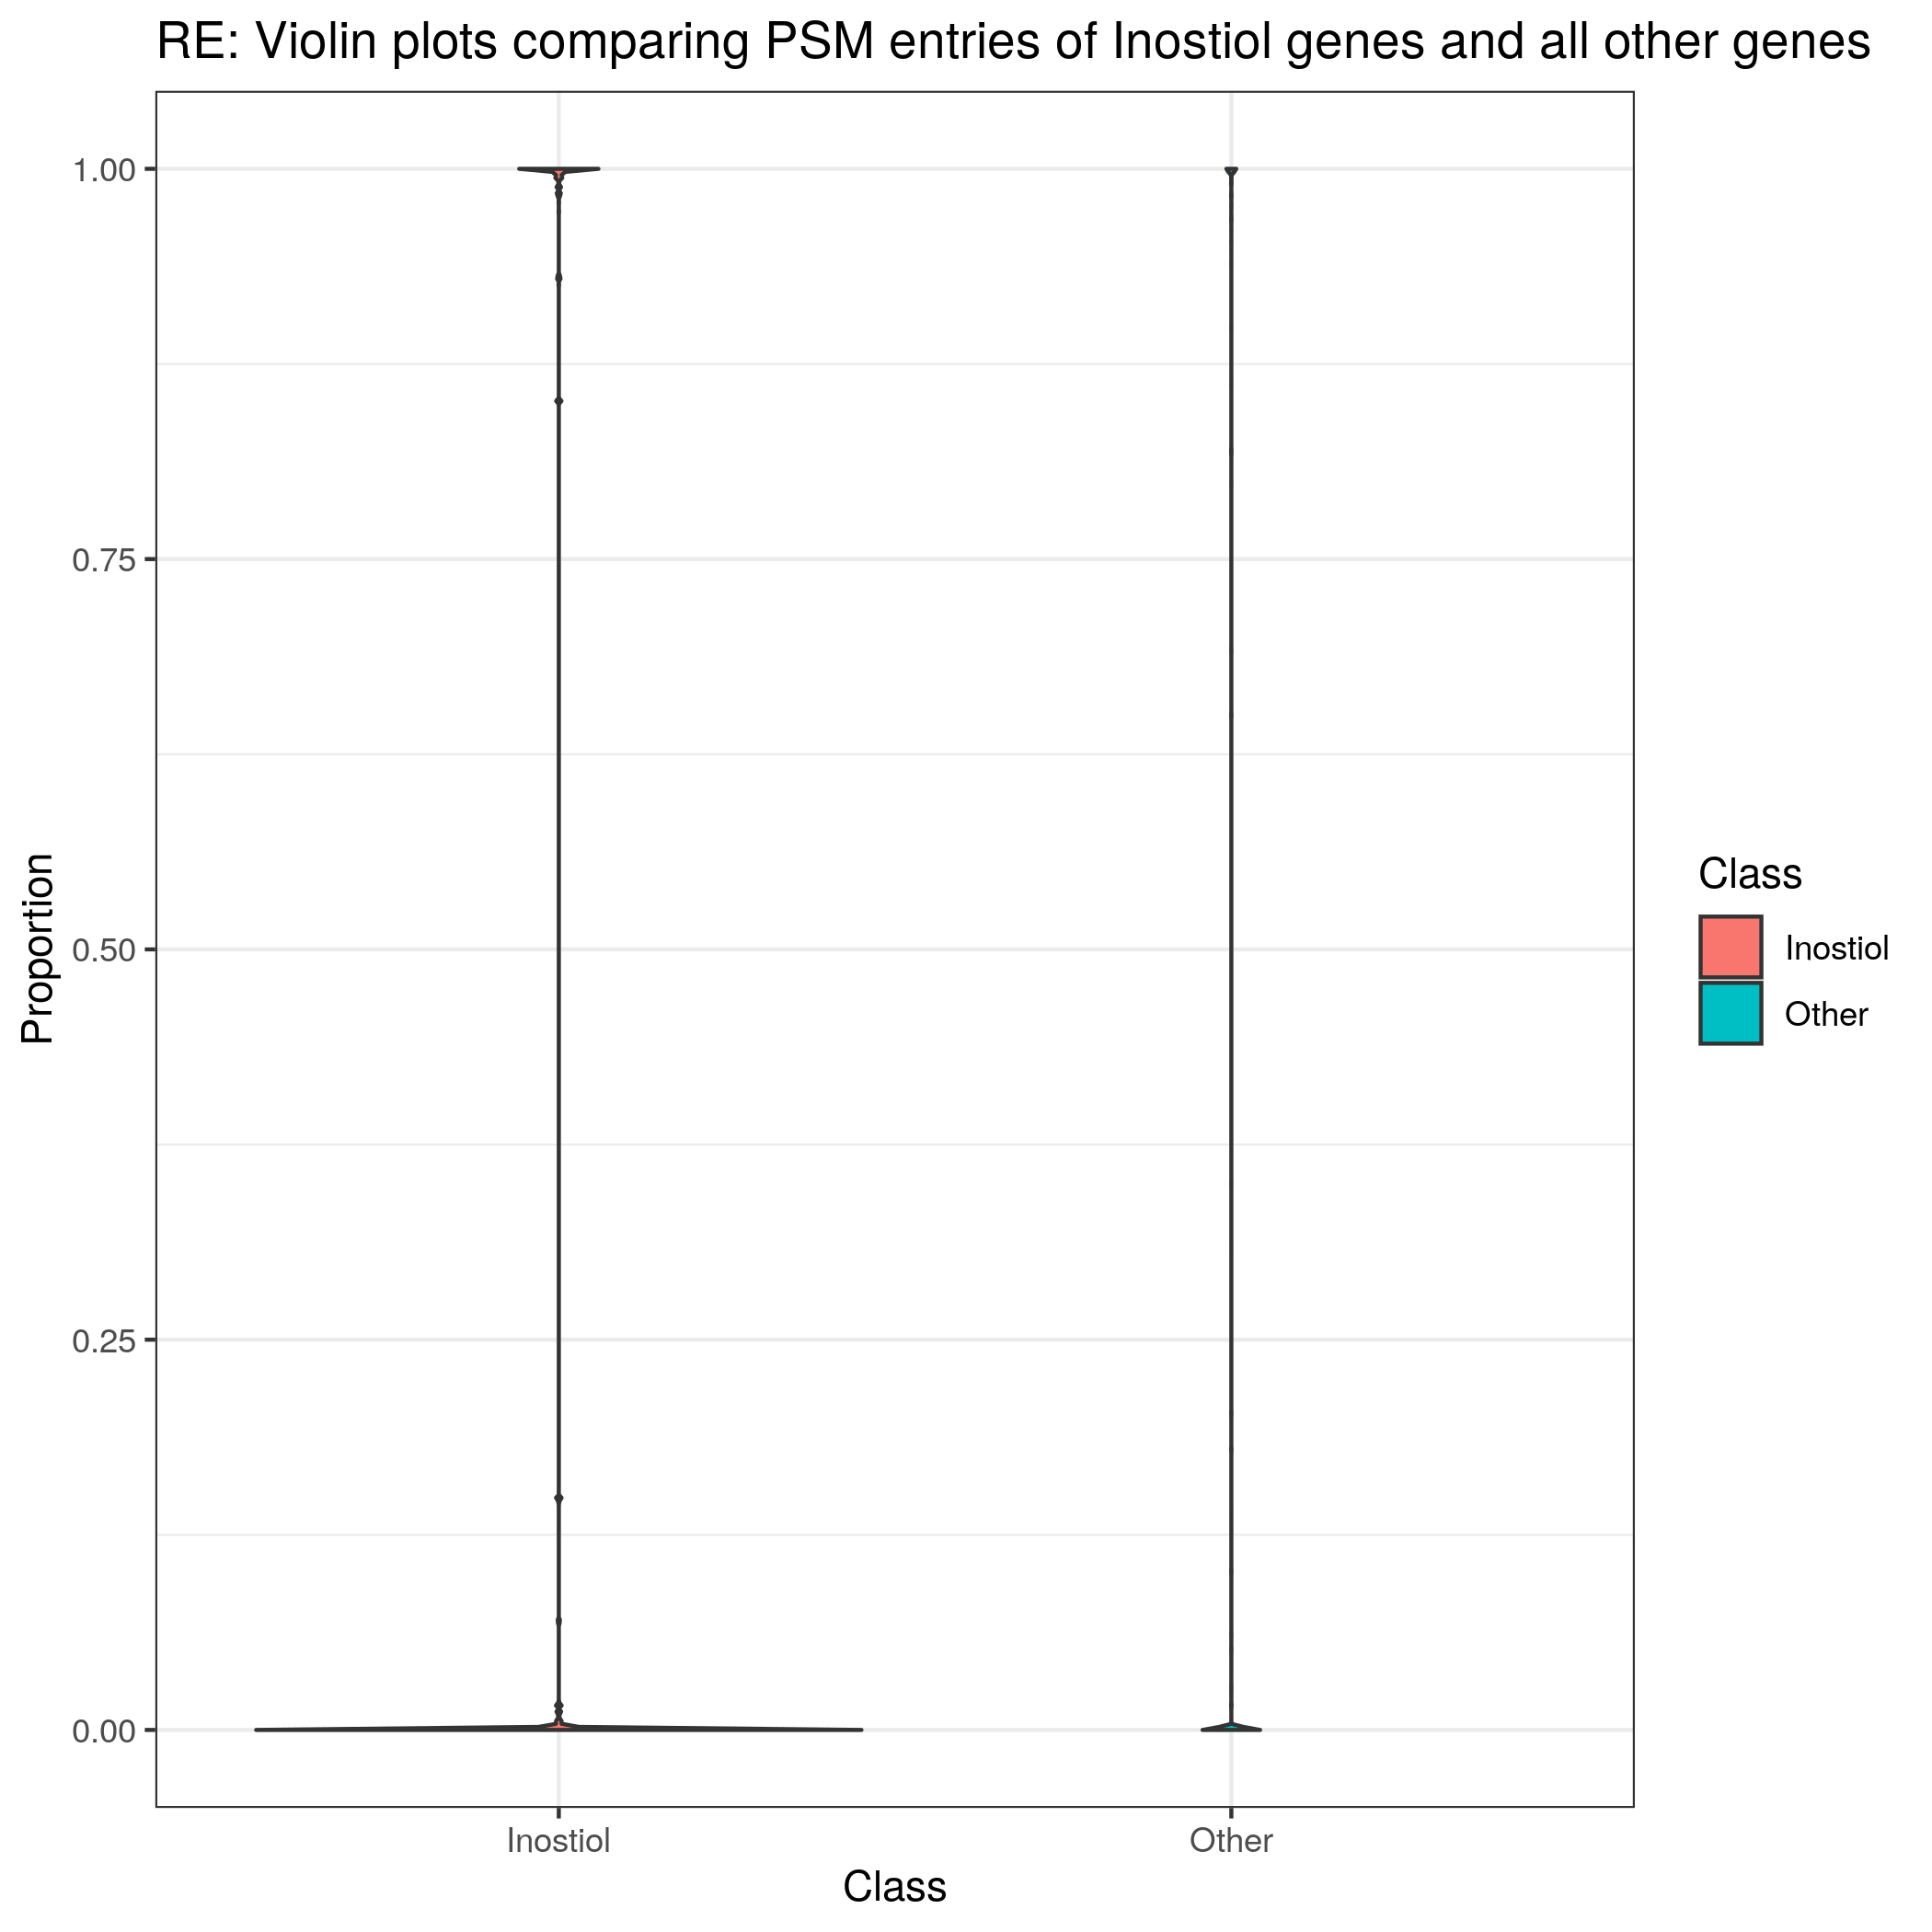 RE: Violin plots comparing PSM entries of Inostiol genes and all other genes
1.00
0.75
0.50
0.25
0.00
Proportion
Inostiol
Other
Class
Class
Inostiol
Other